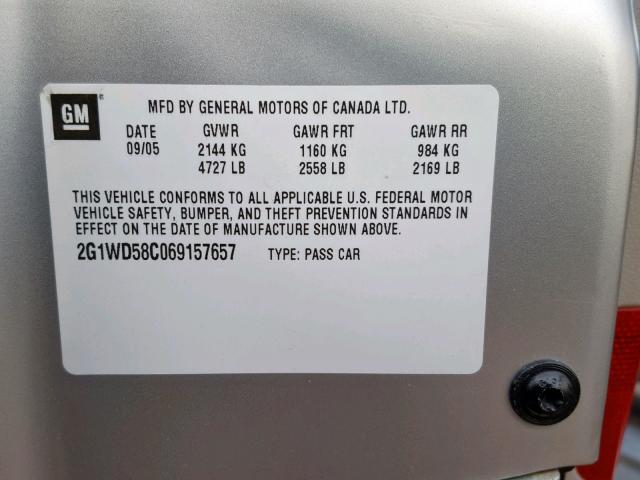 GM ®
MFD BY GENERAL MOTORS OF CANADA LTD.
DATE GVWR GAWR FRT GAWR RR
09/05 2144 KG 1160 KG 984 KG
4727 LB 2558 LB 2169 LB
THIS VEHICLE CONFORMS TO ALL APPLICABLE U.S. FEDERAL MOTOR
VEHICLE SAFETY, BUMPER, AND THEFT PREVENTION STANDARDS IN
EFFECT ON THE DATE OF MANUFACTURE SHOWN ABOVE.
2G1WD58C069157657 TYPE: PASS CAR